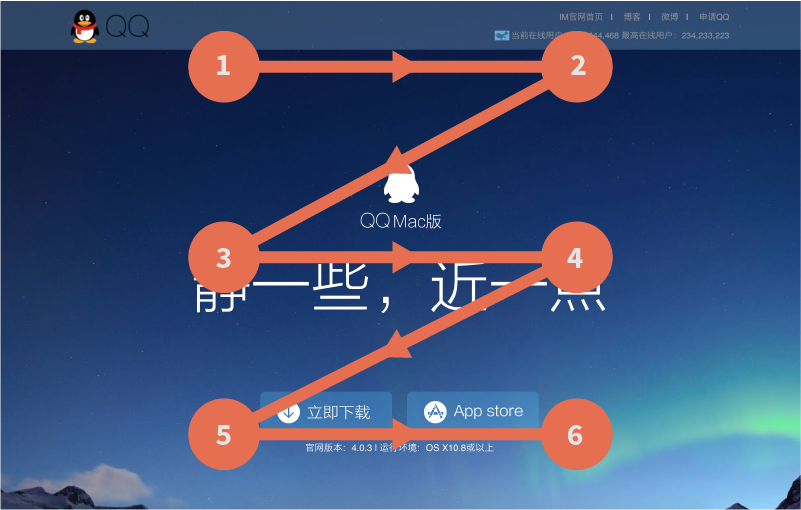 QQ
IM官网首页 I 博客 I 微博 I 申请QQ
当前在线用户 44,468 最高在线用户：234,233,223
1
2
QQ Mac版
3
4
静一些，近一点
立即下载
App store
5
6
官网版本：4.0.3 I 运行环境：OS X10.8或以上